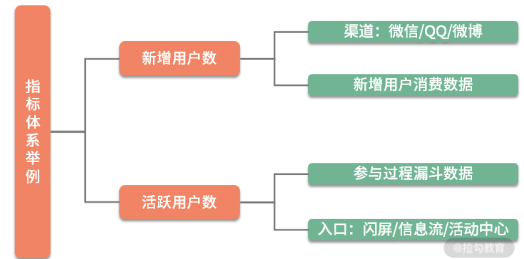 指标体系举例
新增用户数
渠道：微信/QQ/微博
新增用户消费数据
活跃用户数
参与过程漏斗数据
入口：闪屏/信息流/活动中心
@拉勾教育